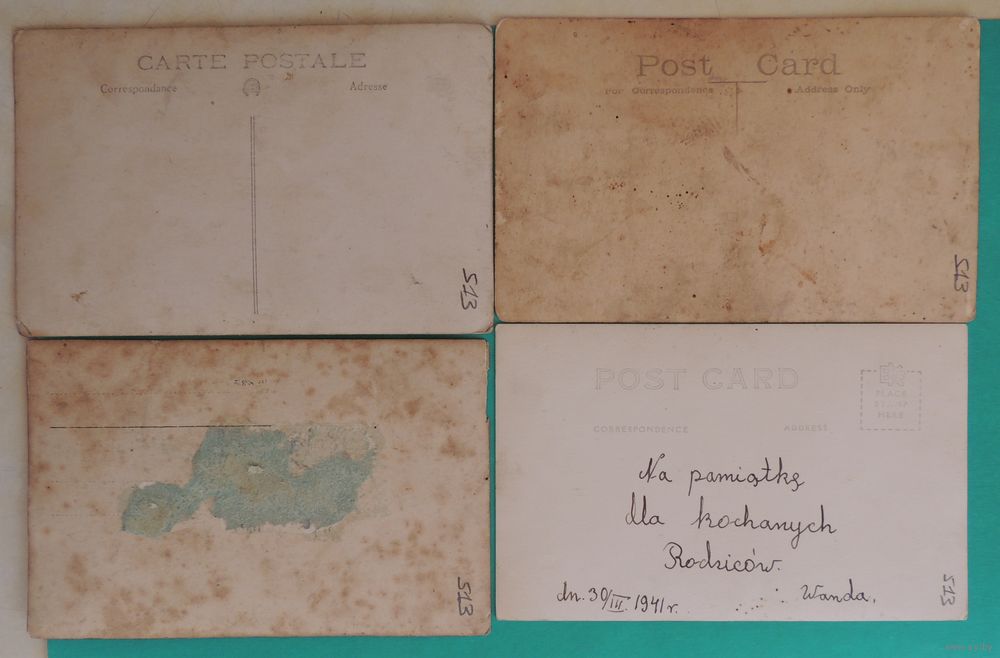 CARTE POSTALE
Correspondance
Adresse
513
Post Card
For Correspondence
Address Only
513
513
POST CARD
CORRESPONDENCE
ADDRESS
PLACE
STAMP
HERE
Na pamiątkę
dla kochanych
Rodziców.
dn. 30/III. 1941 r.
Wanda.
513